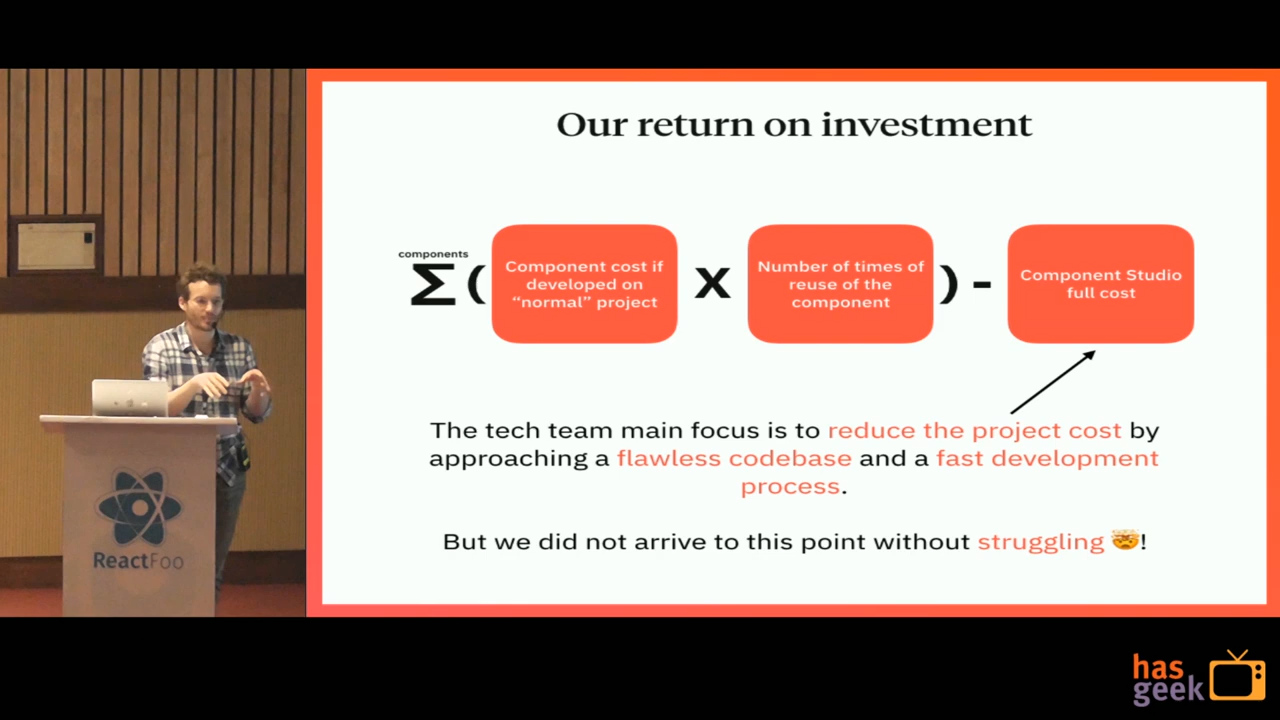 Our return on investment
components
Σ (
Component cost if
developed on
“normal” project
X
Number of times of
reuse of the
component
) -
Component Studio
full cost
The tech team main focus is to reduce the project cost by
approaching a flawless codebase and a fast development
process.
But we did not arrive to this point without struggling 🤯!
ReactFoo
has
geek